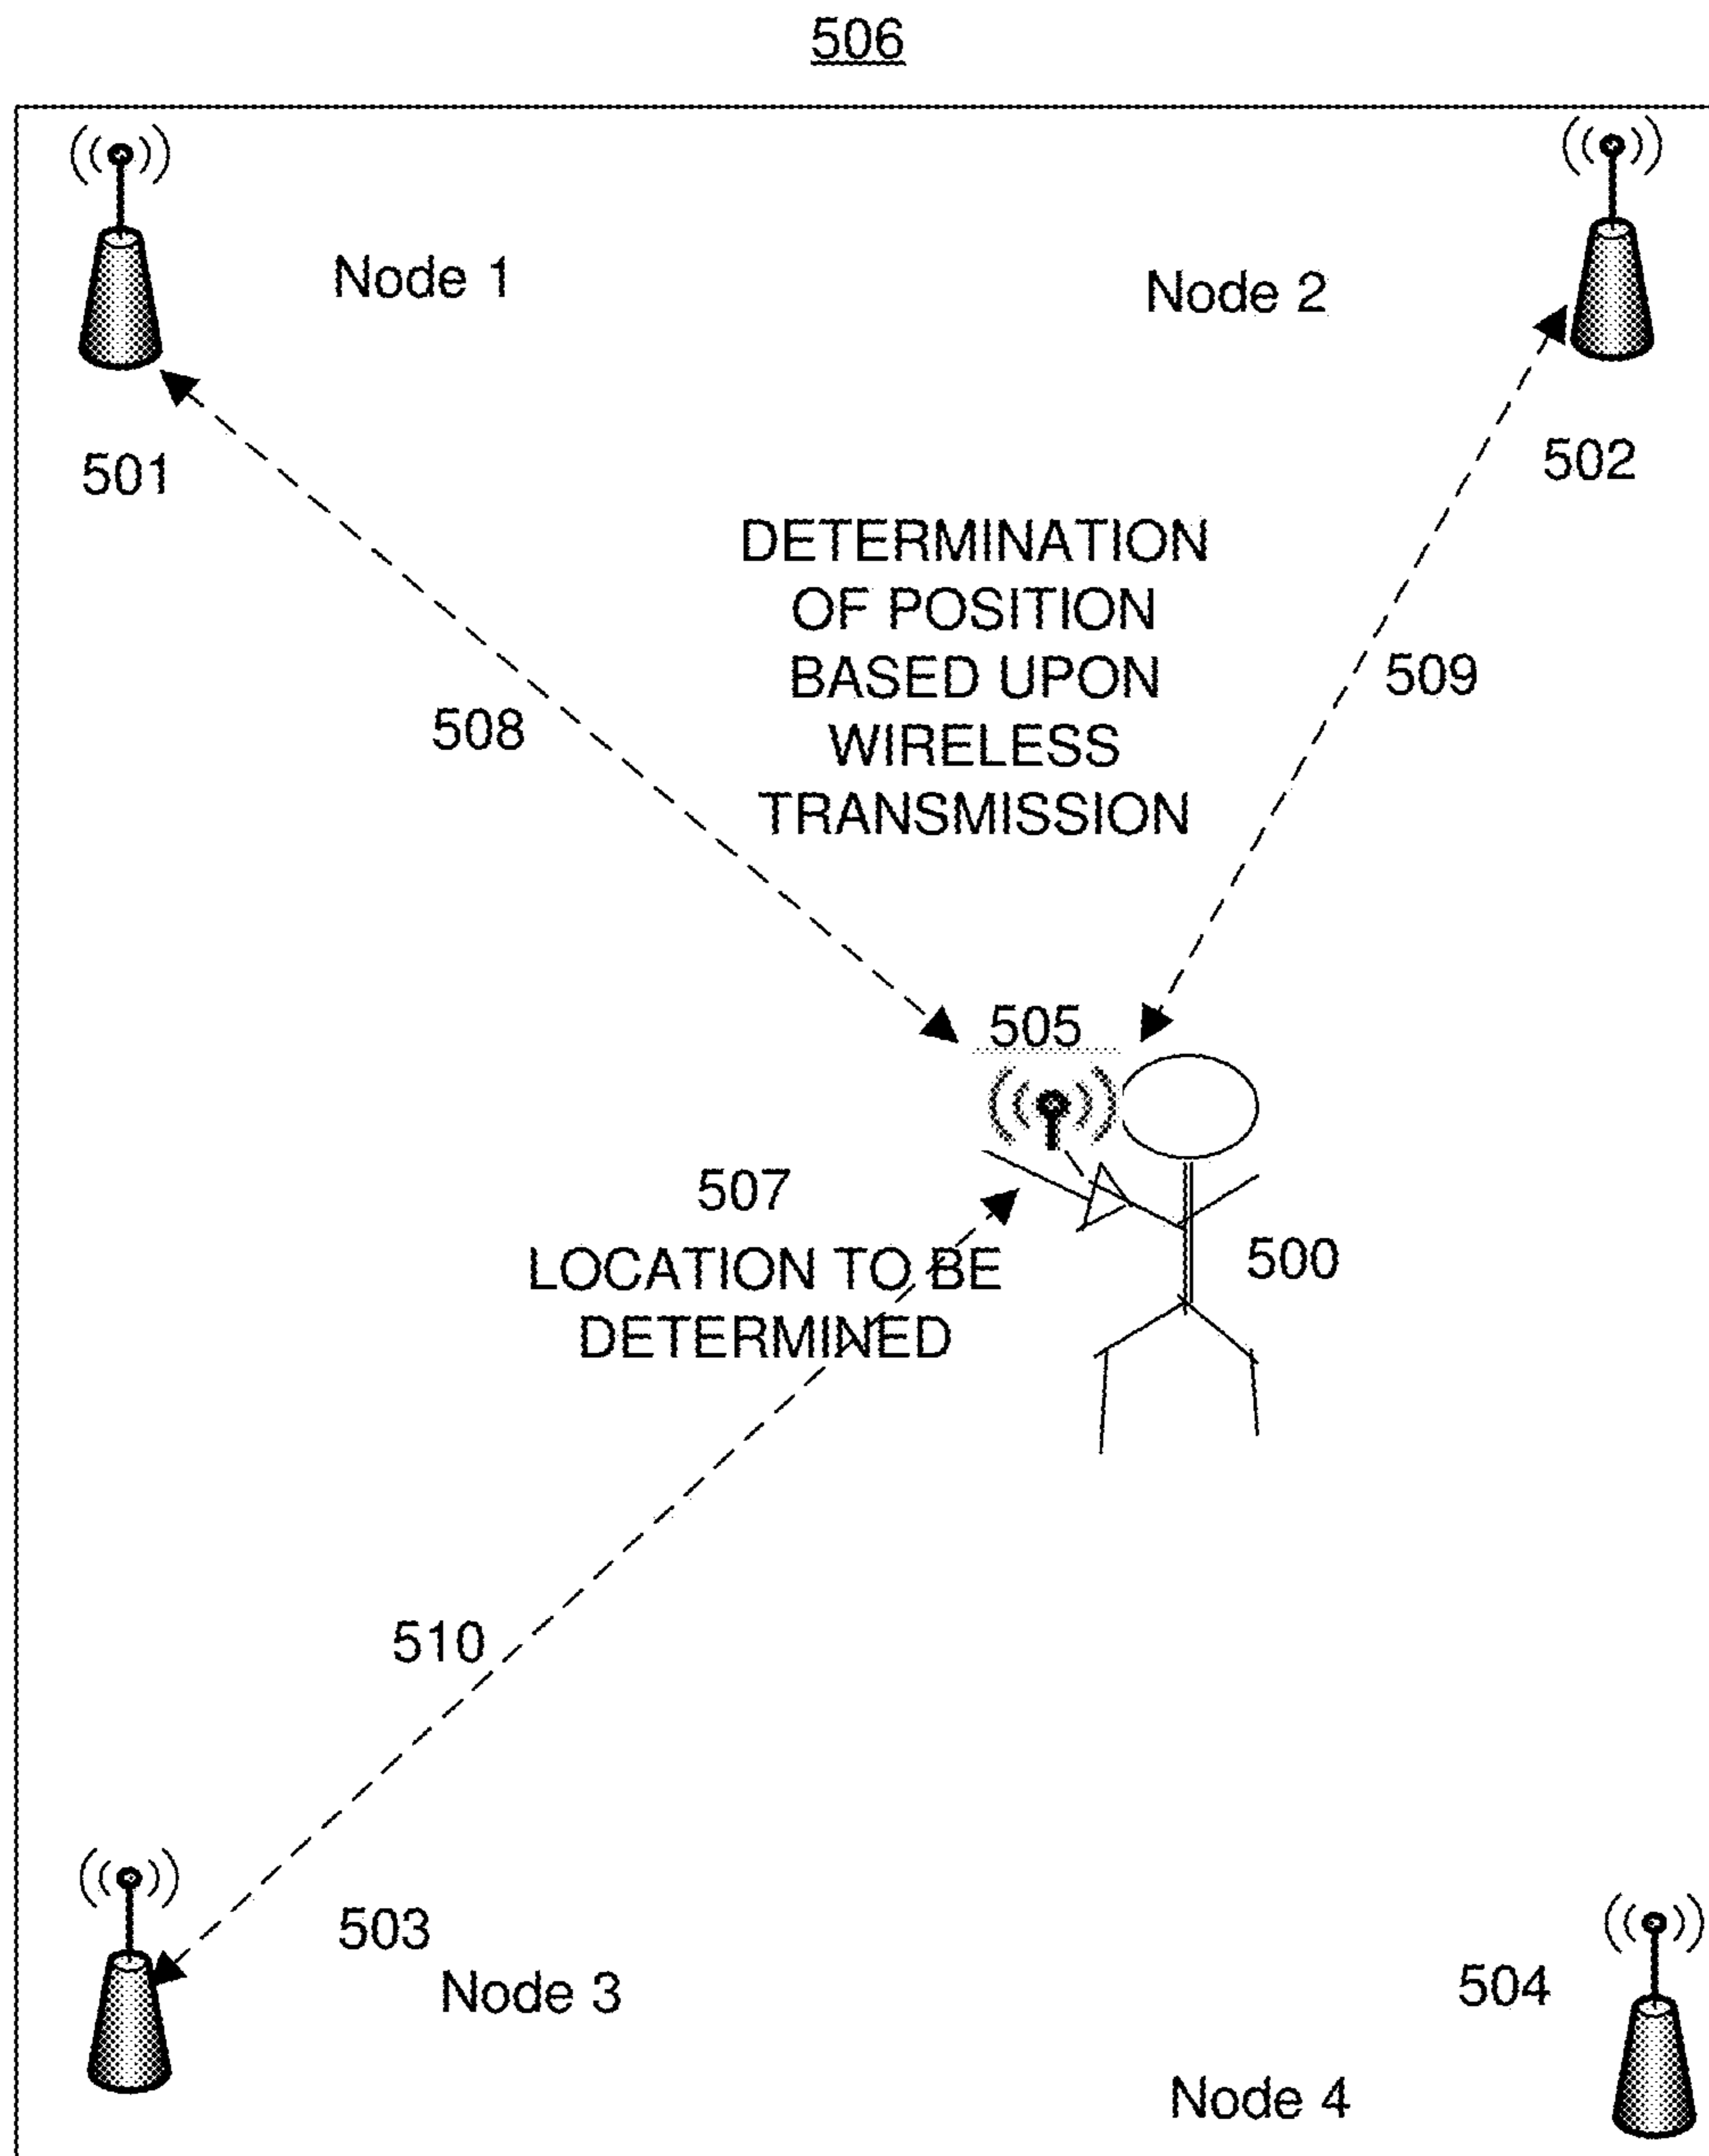 506
Node 1
Node 2
501
502
DETERMINATION
OF POSITION
BASED UPON
WIRELESS
TRANSMISSION
508
509
505
507
LOCATION TO BE
DETERMINED
500
510
503
Node 3
504
Node 4